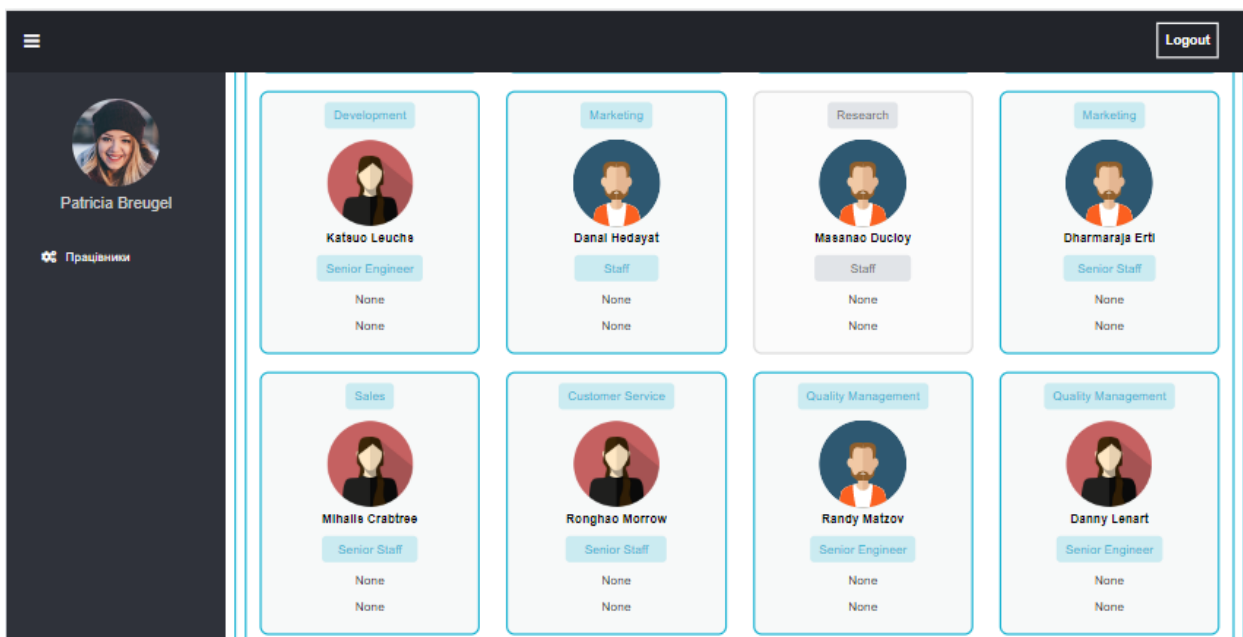 Logout
Patricia Breugel
Працівники
Development
Marketing
Research
Marketing
Katsuo Leuchs
Danai Hedayat
Masanao Ducloy
Dharmaraja Ertl
Senior Engineer
Staff
Staff
Senior Staff
None
None
None
None
None
None
None
None
Sales
Customer Service
Quality Management
Quality Management
Mihalis Crabtree
Ronghao Morrow
Randy Matzov
Danny Lenart
Senior Staff
Senior Staff
Senior Engineer
Senior Engineer
None
None
None
None
None
None
None
None